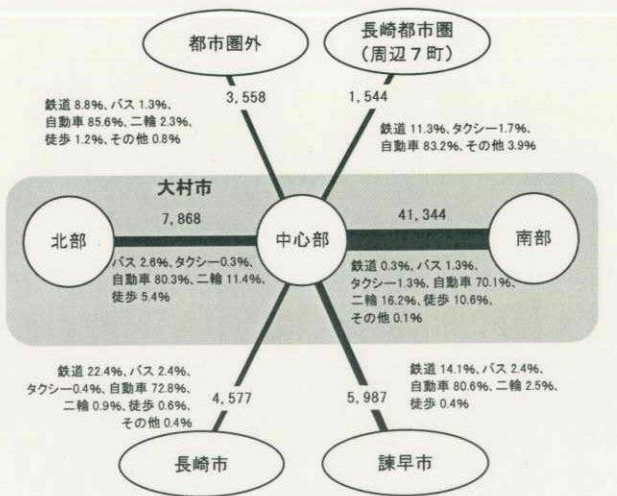 都市圏外
長崎都市圏
(周辺7町)
3,558
1,544
鉄道 8.8%、バス 1.3%、
自動車 85.6%、二輪 2.3%、
徒歩 1.2%、その他 0.8%
鉄道 11.3%、タクシー1.7%、
自動車 83.2%、その他 3.9%
大村市
北部
7,868
中心部
41,344
南部
バス 2.6%、タクシー0.3%、
自動車 80.3%、二輪 11.4%、
徒歩 5.4%
鉄道 0.3%、バス 1.3%、
タクシー1.3%、自動車 70.1%、
二輪 16.2%、徒歩 10.6%、
その他 0.1%
鉄道 22.4%、バス 2.4%、
タクシー0.4%、自動車 72.8%、
二輪 0.9%、徒歩 0.6%、
その他 0.4%
4,577
5,987
鉄道 14.1%、バス 2.4%、
自動車 80.6%、二輪 2.5%、
徒歩 0.4%
長崎市
諫早市